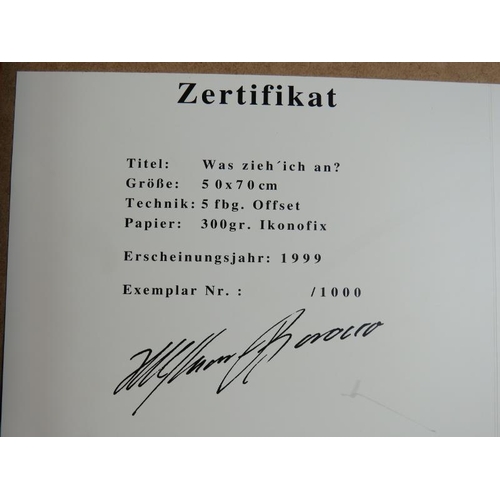 Zertifikat
Titel: Was zieh´ich an?
Größe: 50x70cm
Technik: 5 fbg. Offset
Papier: 300gr. Ikonofix
Erscheinungsjahr: 1999
Exemplar Nr. : /1000